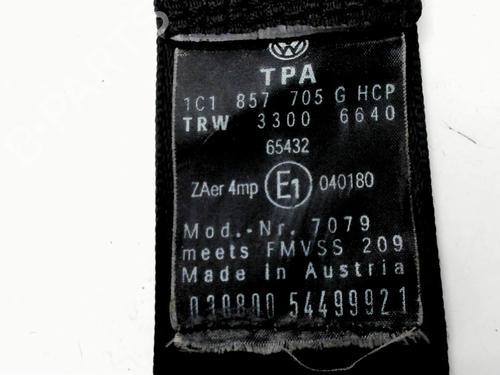 TPA
1C1 857 705 G HCP
TRW 3300 6640
65432
ZAer 4mp E1 040180
Mod.-Nr. 7079
meets FMVSS 209
Made in Austria
030800 54499921